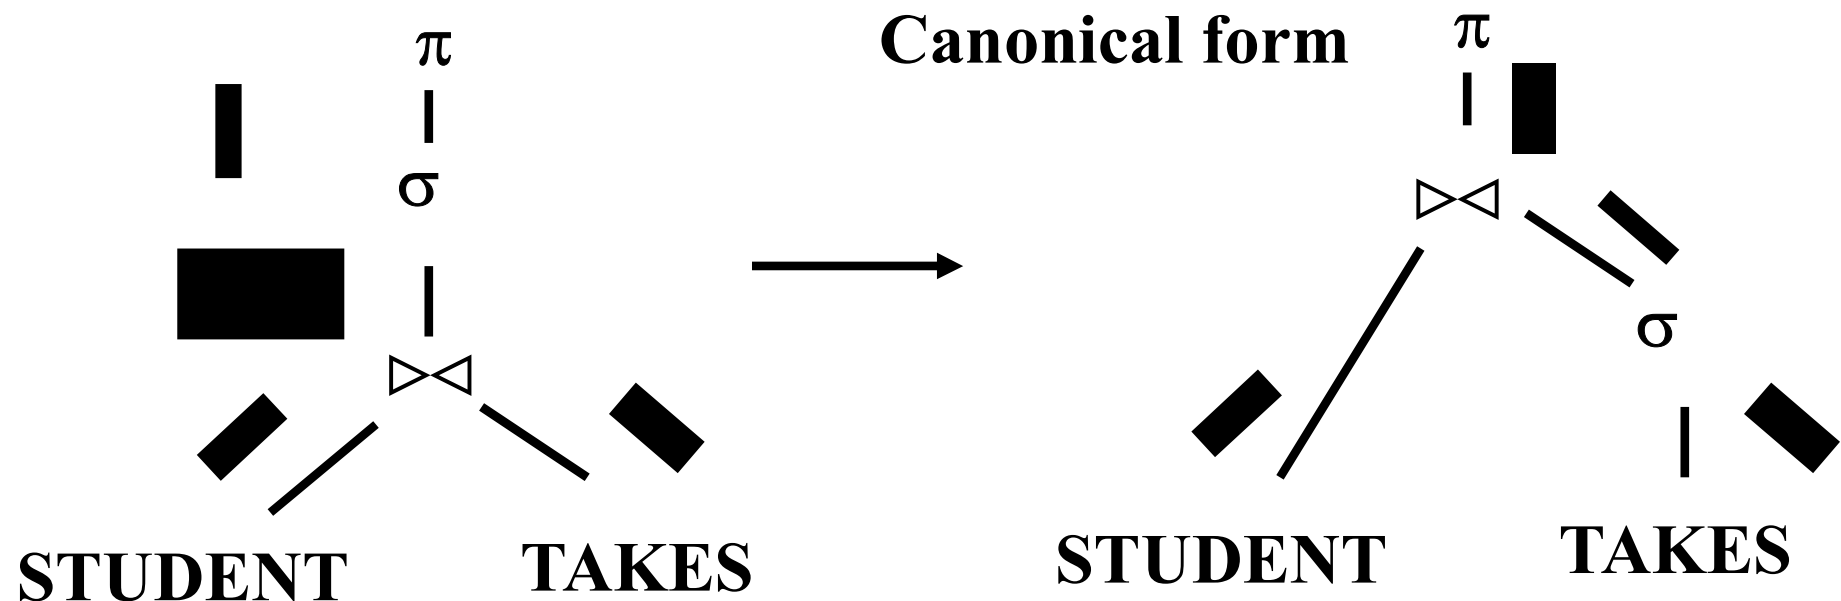 Canonical form
π
π
σ
⋈
⋈
σ
STUDENT
TAKES
STUDENT
TAKES